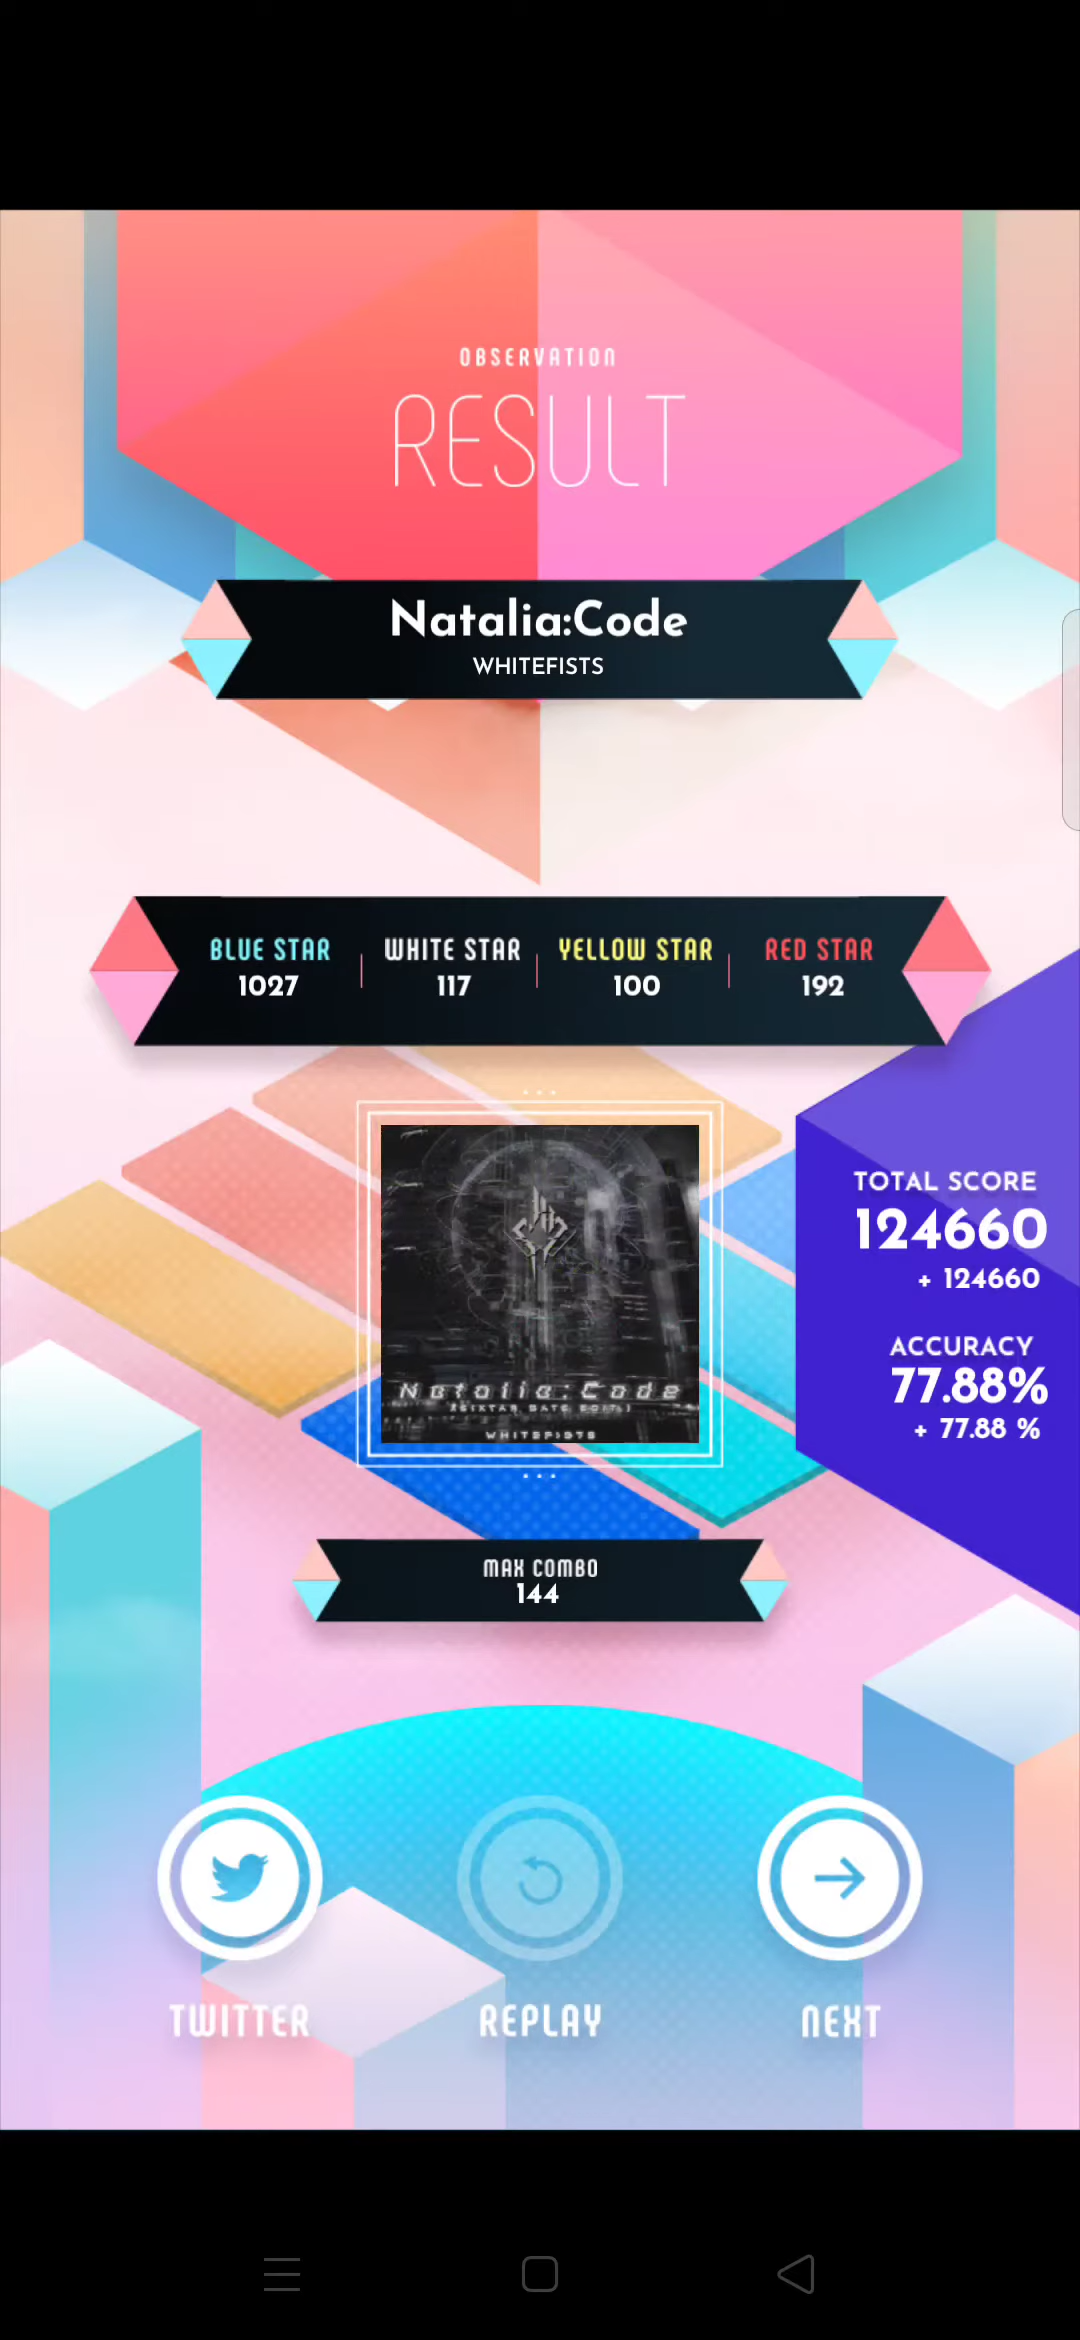 OBSERVATION
RESULT
Natalia:Code
WHITEFISTS
BLUE STAR
1027
WHITE STAR
117
YELLOW STAR
100
RED STAR
192
TOTAL SCORE
124660
+ 124660
ACCURACY
77.88%
+ 77.88 %
Natalia:Code
WHITEFISTS
MAX COMBO
144
TWITTER
REPLAY
NEXT